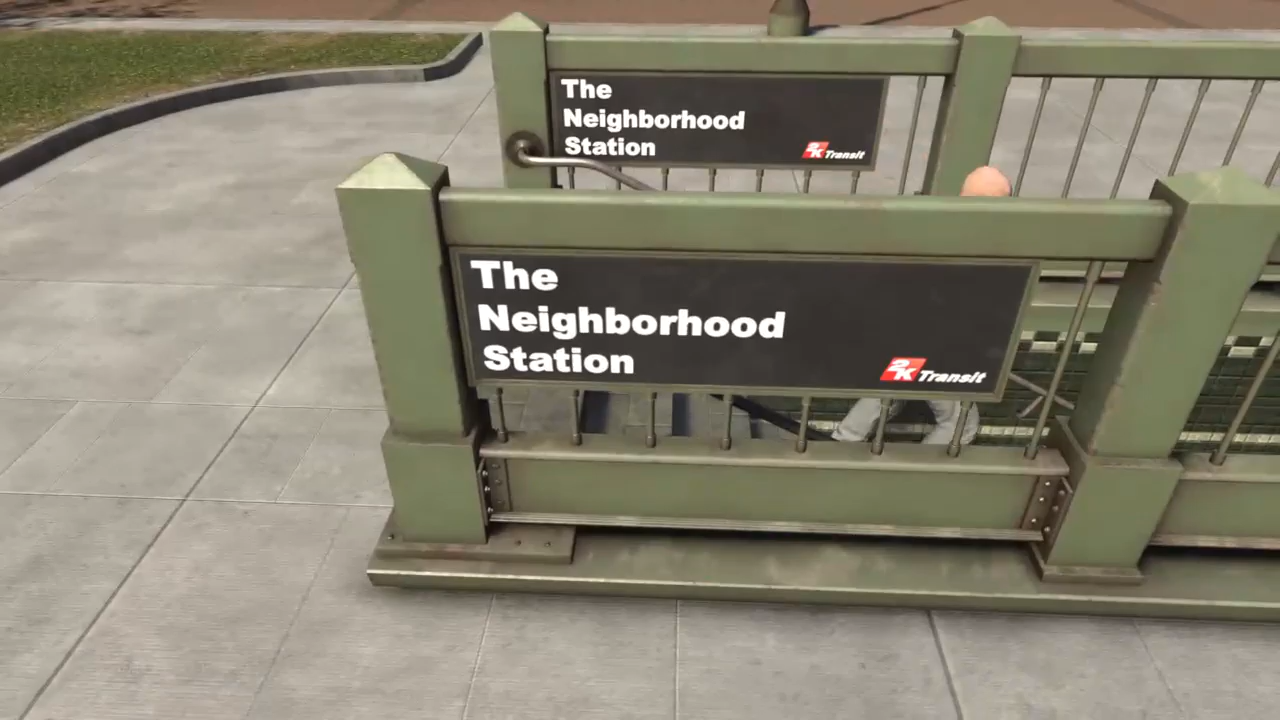 The
Neighborhood
Station
2K Transit
The
Neighborhood
Station
2K Transit